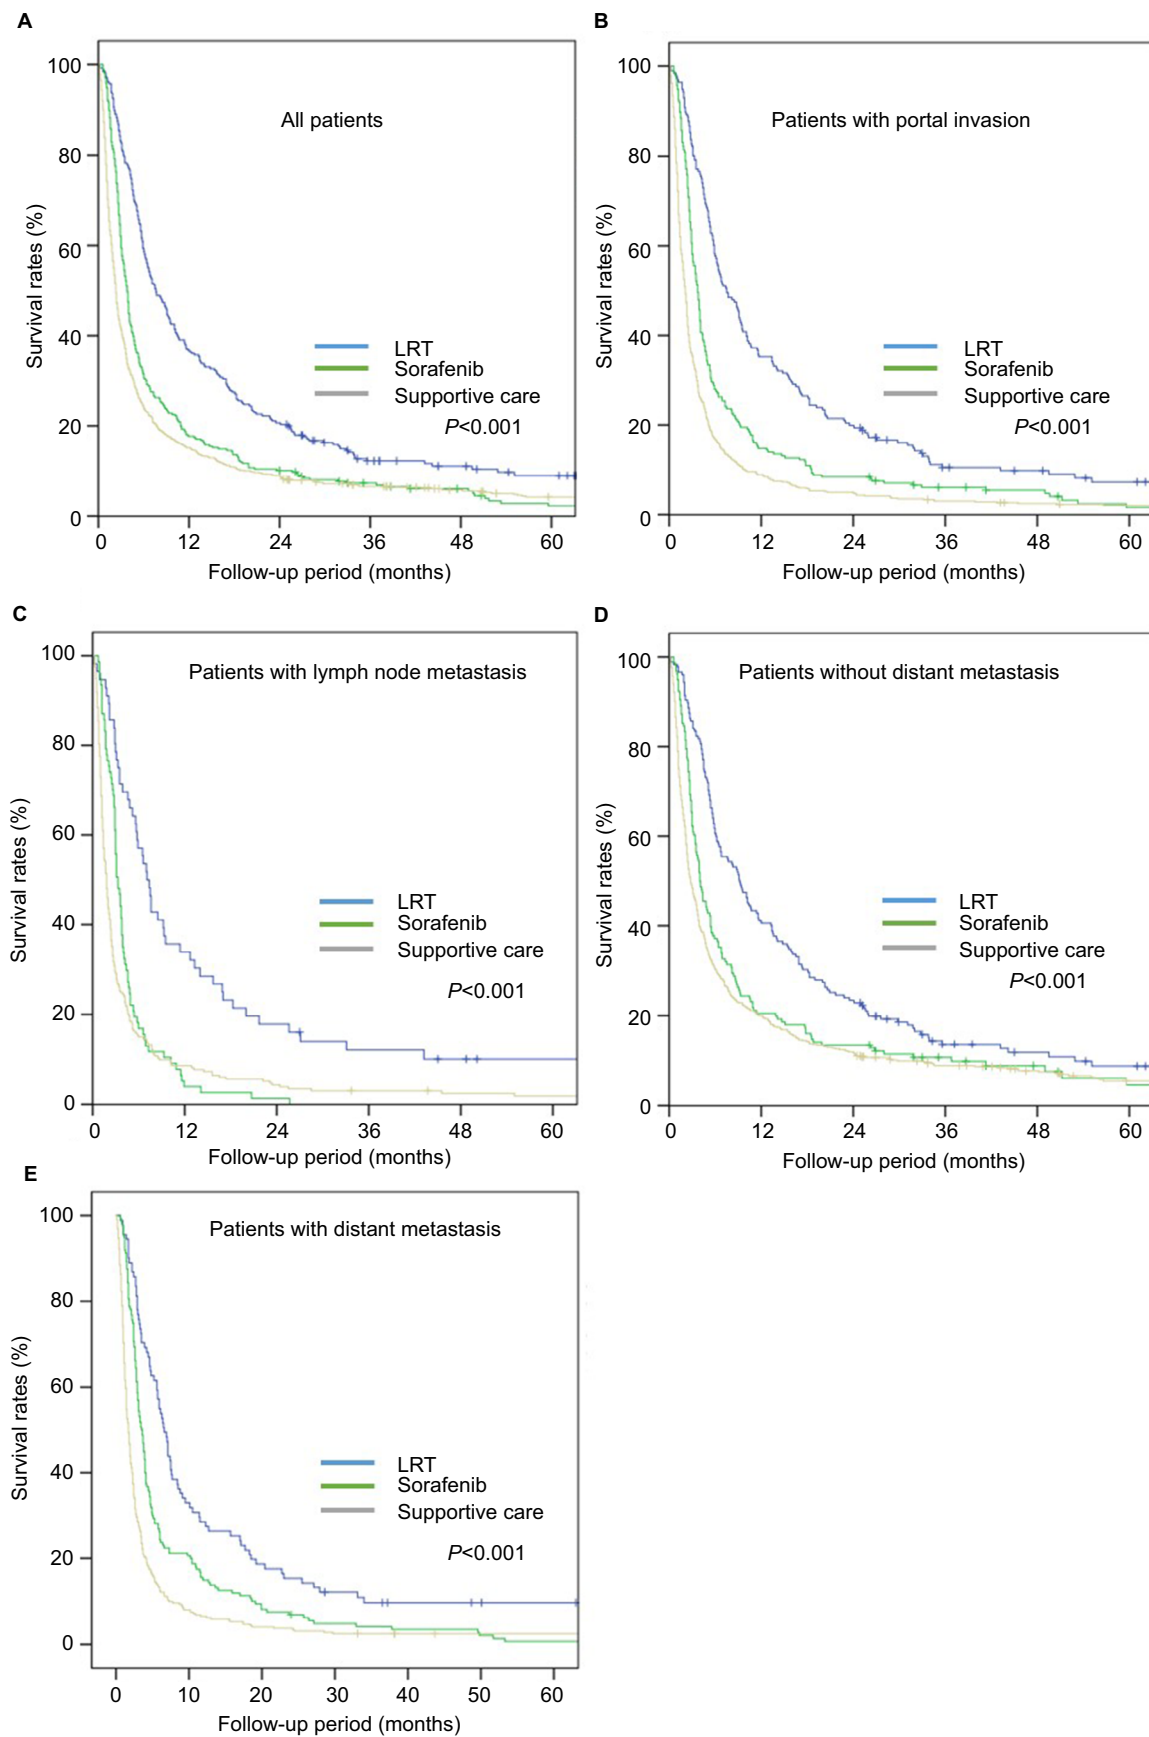 A
All patients
Survival rates (%)
100
80
60
40
20
0
LRT
Sorafenib
Supportive care
P<0.001
0 12 24 36 48 60
Follow-up period (months)
B
Patients with portal invasion
Survival rates (%)
100
80
60
40
20
0
LRT
Sorafenib
Supportive care
P<0.001
0 12 24 36 48 60
Follow-up period (months)
C
Patients with lymph node metastasis
Survival rates (%)
100
80
60
40
20
0
LRT
Sorafenib
Supportive care
P<0.001
0 12 24 36 48 60
Follow-up period (months)
D
Patients without distant metastasis
Survival rates (%)
100
80
60
40
20
0
LRT
Sorafenib
Supportive care
P<0.001
0 12 24 36 48 60
Follow-up period (months)
E
Patients with distant metastasis
Survival rates (%)
100
80
60
40
20
0
LRT
Sorafenib
Supportive care
P<0.001
0 10 20 30 40 50 60
Follow-up period (months)